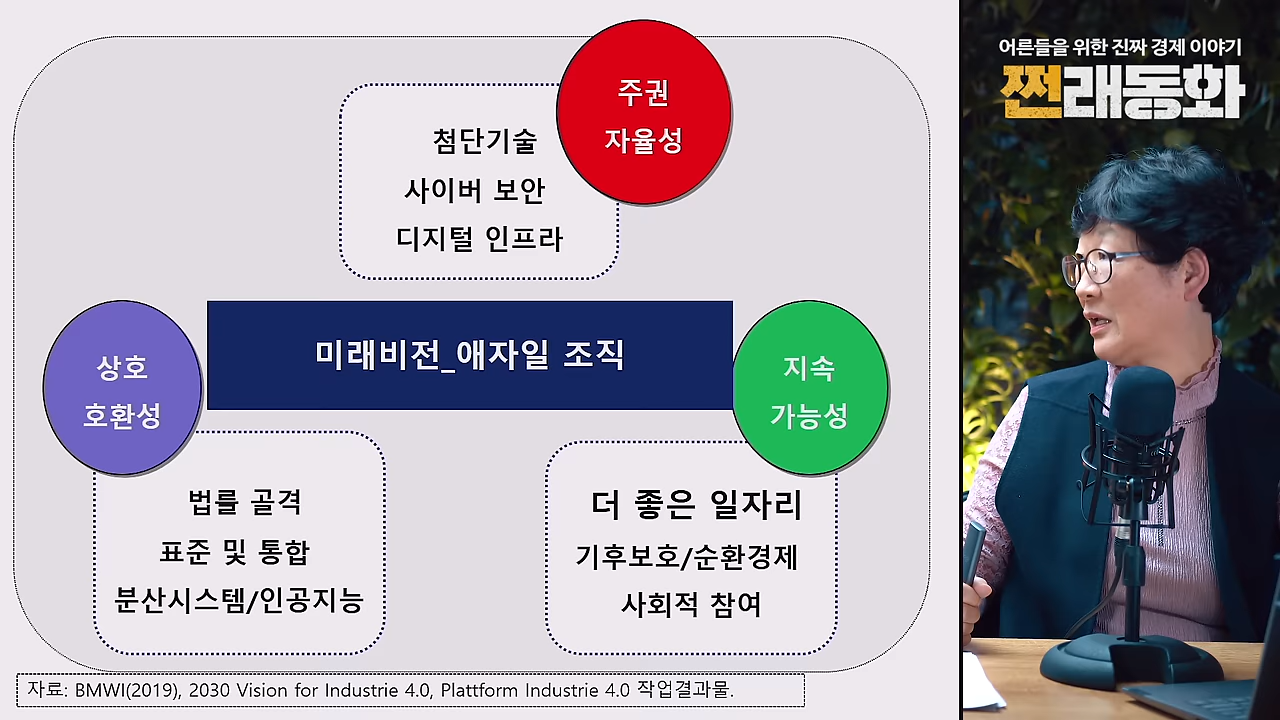 주권
자율성
첨단기술
사이버 보안
디지털 인프라
미래비전_애자일 조직
상호
호환성
지속
가능성
법률 골격
표준 및 통합
분산시스템/인공지능
더 좋은 일자리
기후보호/순환경제
사회적 참여
자료: BMWI(2019), 2030 Vision for Industrie 4.0, Plattform Industrie 4.0 작업결과물.
어른들을 위한 진짜 경제 이야기
쩐래동화